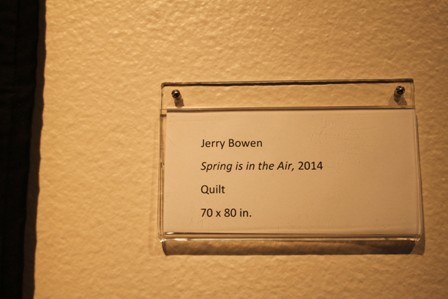 Jerry Bowen
Spring is in the Air, 2014
Quilt
70 x 80 in.